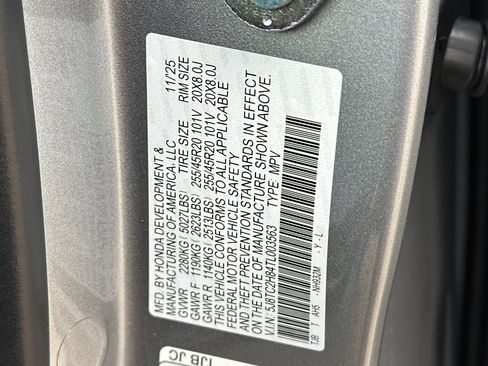 MFD. BY HONDA DEVELOPMENT & 11/25
MANUFACTURING OF AMERICA, LLC
GVWR 2280KG(5027LBS) TIRE SIZE RIM SIZE
GAWR F 1190KG(2623LBS) 255/45R20 101V 20X8.0J
GAWR R 1140KG(2513LBS) 255/45R20 101V 20X8.0J
THIS VEHICLE CONFORMS TO ALL APPLICABLE
FEDERAL MOTOR VEHICLE SAFETY
AND THEFT PREVENTION STANDARDS IN EFFECT
ON THE DATE OF MANUFACTURE SHOWN ABOVE.
V.I.N: 5J8TC2H84TL003563 TYPE: MPV
TJB T AH5 - NH932M - Y - L
TJB JC